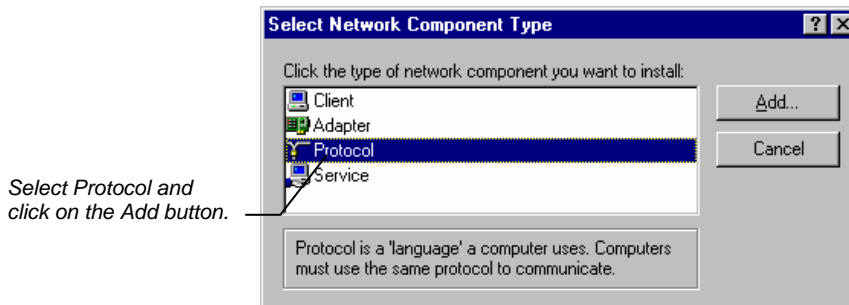 Select Network Component Type
Click the type of network component you want to install:
Client
Adapter
Protocol
Service
Add...
Cancel
Select Protocol and
click on the Add button.
Protocol is a 'language' a computer uses. Computers
must use the same protocol to communicate.